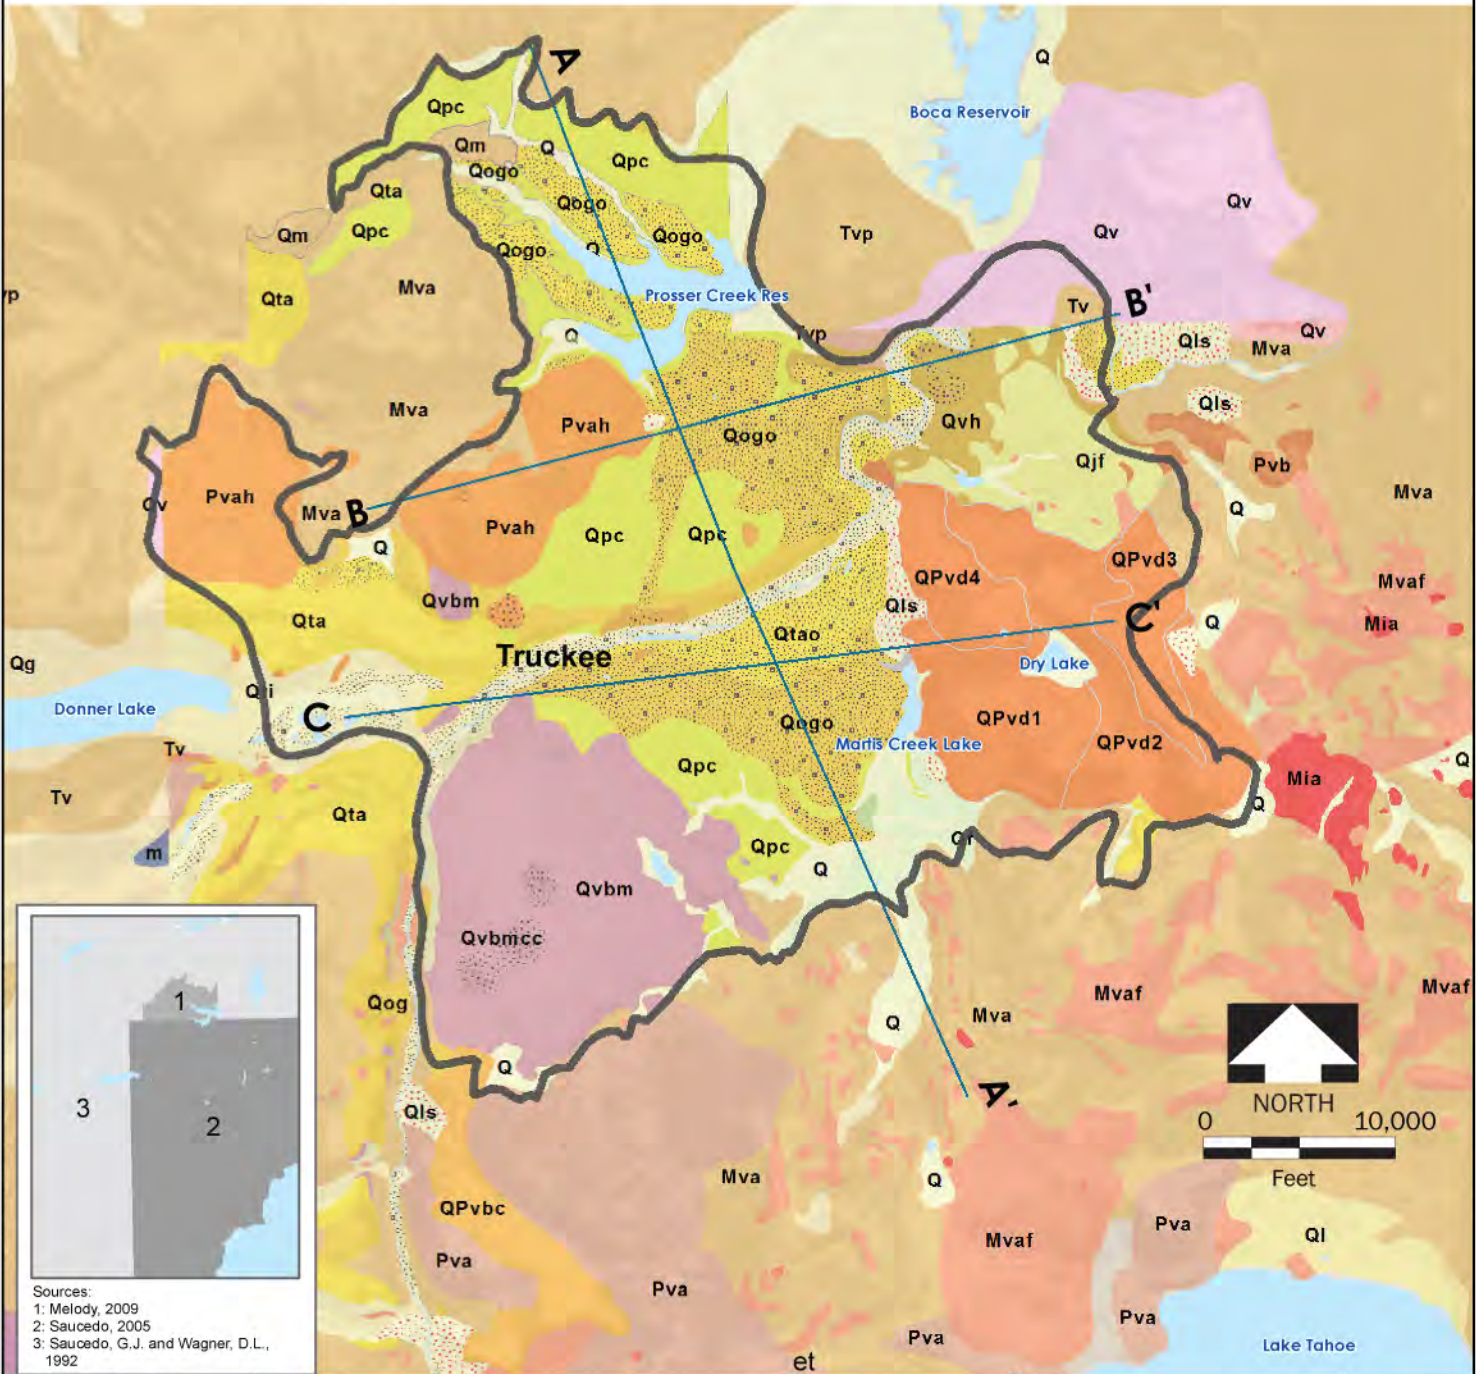 A
Q
Qpc
Boca Reservoir
Qm
Q
Qpc
Qogo
Qta
Qogo
Qv
Qpc
Qm
Qogo
Tvp
Qv
Qogo
Q
Mva
Qta
Prosser Creek Res
B'
Tv
Q
Qv
Qls
Mva
Mva
Qls
Pvah
Qogo
Qvh
Qjf
Pvb
Mva
Pvah
Mva
B
Q
Pvah
Qpc
Qpc
Q
QPvd3
QPvd4
Mvaf
Qvbm
Qls
C'
Qta
Qtao
Q
Mia
Truckee
Qg
Dry Lake
Donner Lake
C
Qogo
QPvd1
Martis Creek Lake
QPvd2
Tv
Qpc
Q
Mia
Tv
Qta
Q
m
Qpc
Q
Qvbm
Qvbmcc
Mvaf
Mvaf
Qog
Mva
Q
Q
A'
NORTH
0 10,000
Feet
Qls
Mva
Q
QPvbc
Pva
Ql
Mvaf
Pva
Pva
Pva
Pva
Lake Tahoe
et
1
3
2
Sources:
1: Melody, 2009
2: Saucedo, 2005
3: Saucedo, G.J. and Wagner, D.L.,
1992